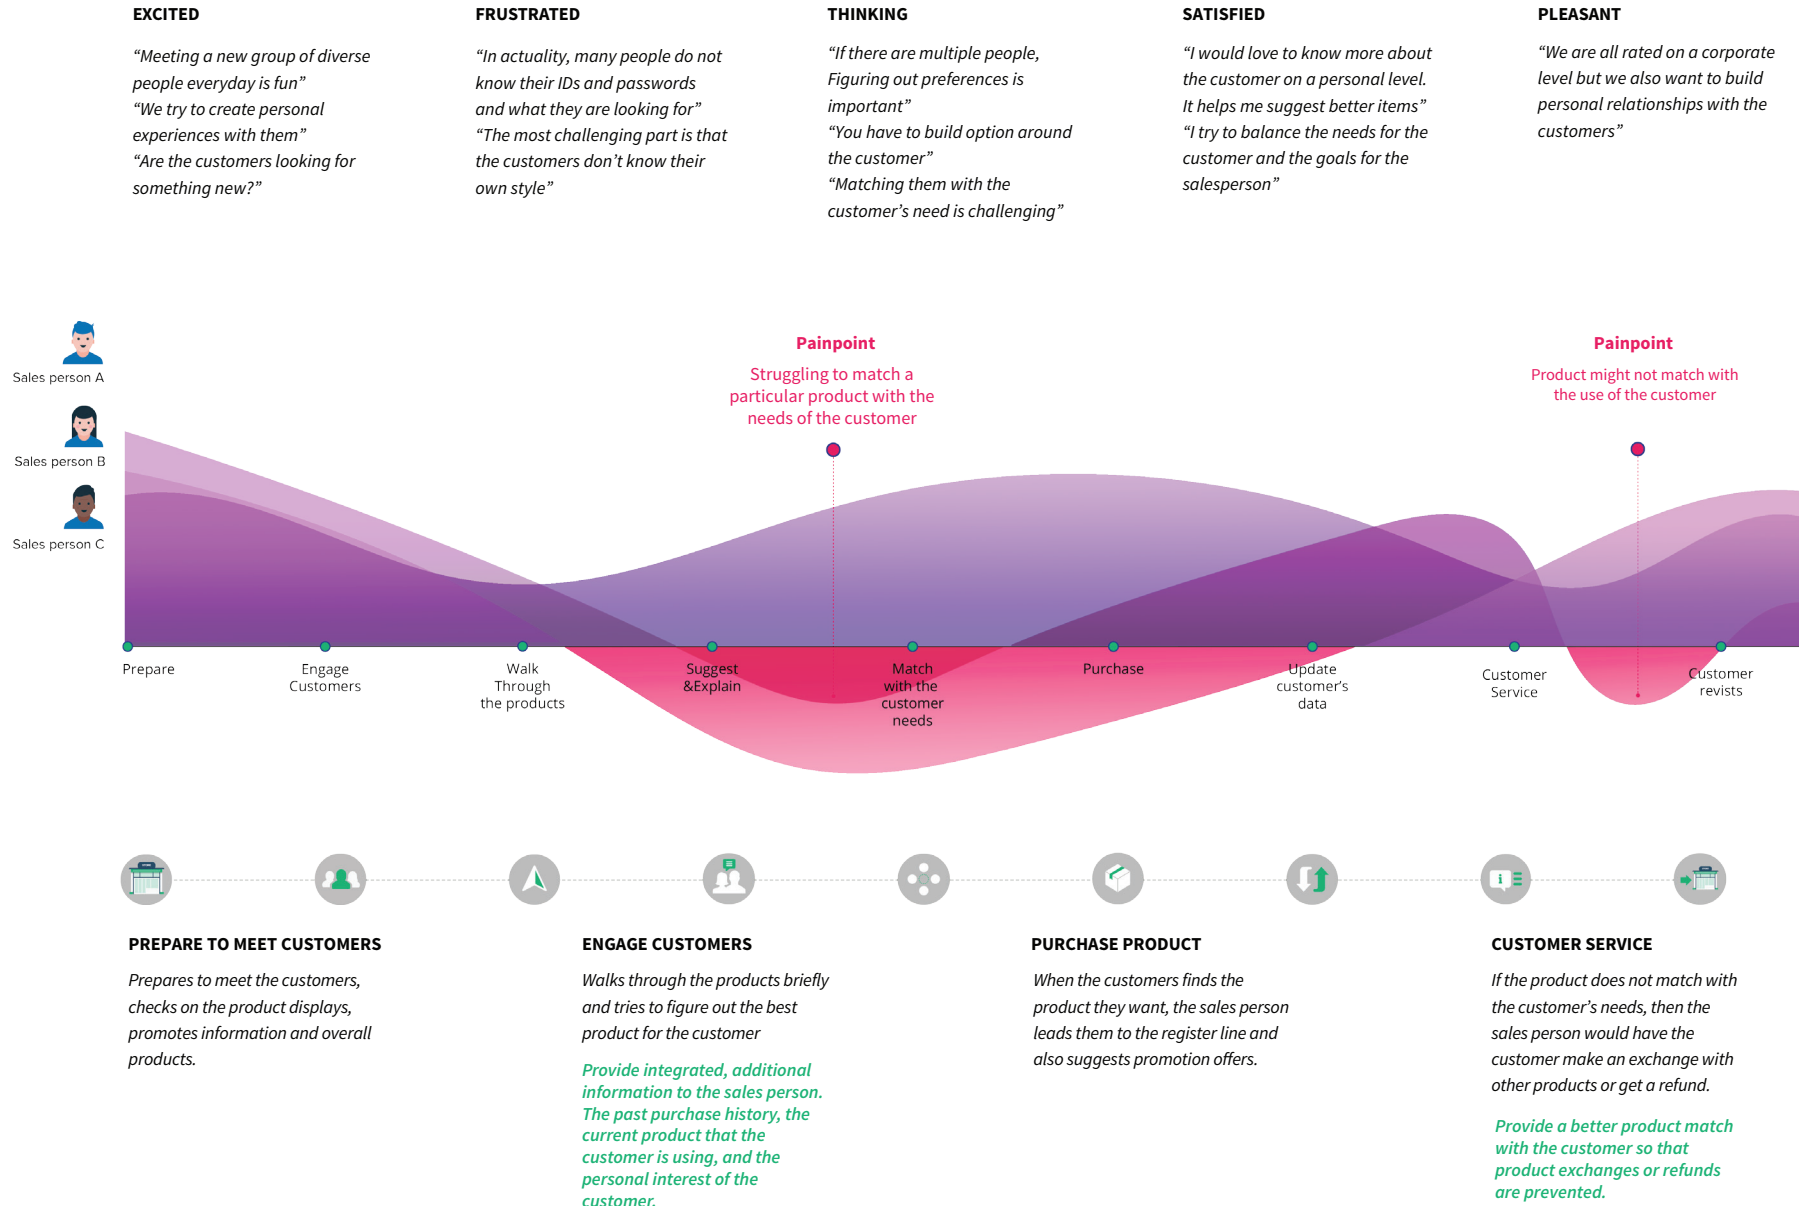 EXCITED
“Meeting a new group of diverse
people everyday is fun”
“We try to create personal
experiences with them”
“Are the customers looking for
something new?”
FRUSTRATED
“In actuality, many people do not
know their IDs and passwords
and what they are looking for”
“The most challenging part is that
the customers don’t know their
own style”
THINKING
“If there are multiple people,
Figuring out preferences is
important”
“You have to build option around
the customer”
“Matching them with the
customer’s need is challenging”
SATISFIED
“I would love to know more about
the customer on a personal level.
It helps me suggest better items”
“I try to balance the needs for the
customer and the goals for the
salesperson”
PLEASANT
“We are all rated on a corporate
level but we also want to build
personal relationships with the
customers”
Sales person A
Sales person B
Sales person C
Painpoint
Struggling to match a
particular product with the
needs of the customer
Painpoint
Product might not match with
the use of the customer
Prepare
Engage
Customers
Walk
Through
the products
Suggest
&Explain
Match
with the
customer
needs
Purchase
Update
customer’s
data
Customer
Service
Customer
revists
PREPARE TO MEET CUSTOMERS
Prepares to meet the customers,
checks on the product displays,
promotes information and overall
products.
ENGAGE CUSTOMERS
Walks through the products briefly
and tries to figure out the best
product for the customer
Provide integrated, additional
information to the sales person.
The past purchase history, the
current product that the
customer is using, and the
personal interest of the
customer.
PURCHASE PRODUCT
When the customers finds the
product they want, the sales person
leads them to the register line and
also suggests promotion offers.
CUSTOMER SERVICE
If the product does not match with
the customer’s needs, then the
sales person would have the
customer make an exchange with
other products or get a refund.
Provide a better product match
with the customer so that
product exchanges or refunds
are prevented.